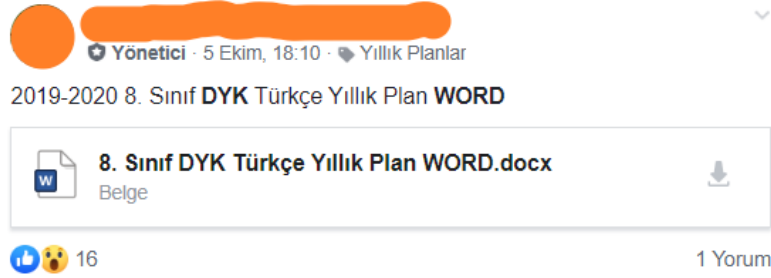 Yönetici · 5 Ekim, 18:10 · Yıllık Planlar
2019-2020 8. Sınıf DYK Türkçe Yıllık Plan WORD
8. Sınıf DYK Türkçe Yıllık Plan WORD.docx
W
Belge
16
1 Yorum